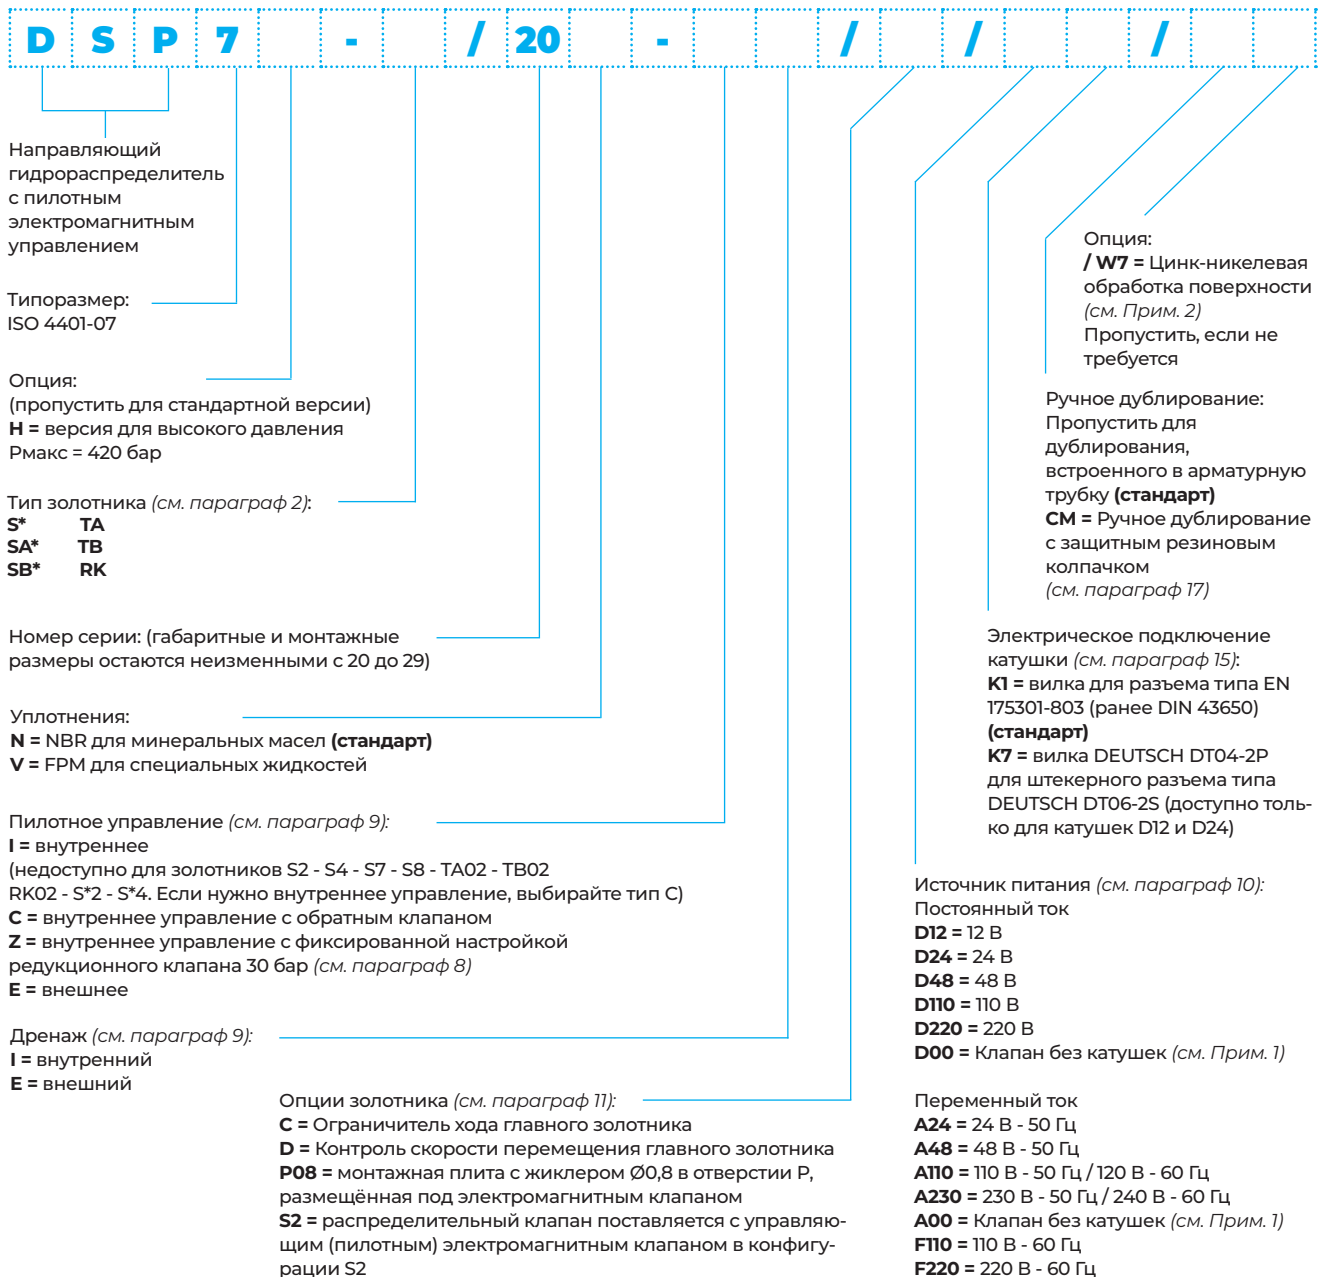 D S P 7 - / 20 - / / /
Направляющий
гидрораспределитель
с пилотным
электромагнитным
управлением
Типоразмер:
ISO 4401-07
Опция:
(пропустить для стандартной версии)
H = версия для высокого давления
Pмакс = 420 бар
Тип золотника (см. параграф 2):
S* TA
SA* TB
SB* RK
Номер серии: (габаритные и монтажные
размеры остаются неизменными с 20 до 29)
Уплотнения:
N = NBR для минеральных масел (стандарт)
V = FPM для специальных жидкостей
Пилотное управление (см. параграф 9):
I = внутреннее
(недоступно для золотников S2 - S4 - S7 - S8 - TA02 - TB02
RK02 - S*2 - S*4. Если нужно внутреннее управление, выбирайте тип C)
C = внутреннее управление с обратным клапаном
Z = внутреннее управление с фиксированной настройкой
редукционного клапана 30 бар (см. параграф 8)
E = внешнее
Дренаж (см. параграф 9):
I = внутренний
E = внешний
Опции золотника (см. параграф 11):
C = Ограничитель хода главного золотника
D = Контроль скорости перемещения главного золотника
P08 = монтажная плита с жиклером Ø0,8 в отверстии P,
размещённая под электромагнитным клапаном
S2 = распределительный клапан поставляется с управляю-
щим (пилотным) электромагнитным клапаном в конфигу-
рации S2
Опция:
/ W7 = Цинк-никелевая
обработка поверхности
(см. Прим. 2)
Пропустить, если не
требуется
Ручное дублирование:
Пропустить для
дублирования,
встроенного в арматурную
трубку (стандарт)
CM = Ручное дублирование
с защитным резиновым
колпачком
(см. параграф 17)
Электрическое подключение
катушки (см. параграф 15):
K1 = вилка для разъема типа EN
175301-803 (ранее DIN 43650)
(стандарт)
K7 = вилка DEUTSCH DT04-2P
для штекерного разъема типа
DEUTSCH DT06-2S (доступно толь-
ко для катушек D12 и D24)
Источник питания (см. параграф 10):
Постоянный ток
D12 = 12 В
D24 = 24 В
D48 = 48 В
D110 = 110 В
D220 = 220 В
D00 = Клапан без катушек (см. Прим. 1)
Переменный ток
A24 = 24 В - 50 Гц
A48 = 48 В - 50 Гц
A110 = 110 В - 50 Гц / 120 В - 60 Гц
A230 = 230 В - 50 Гц / 240 В - 60 Гц
A00 = Клапан без катушек (см. Прим. 1)
F110 = 110 В - 60 Гц
F220 = 220 В - 60 Гц